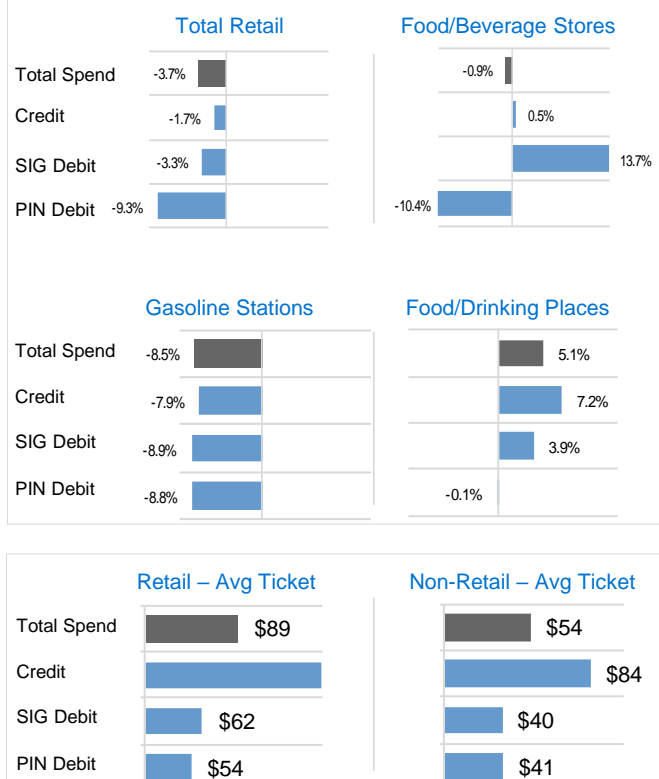 Total Retail Food/Beverage Stores
Total Spend -3.7% -0.9%
Credit -1.7% 0.5%
SIG Debit -3.3% 13.7%
PIN Debit -9.3% -10.4%
Gasoline Stations Food/Drinking Places
Total Spend -8.5% 5.1%
Credit -7.9% 7.2%
SIG Debit -8.9% 3.9%
PIN Debit -8.8% -0.1%
Retail – Avg Ticket Non-Retail – Avg Ticket
Total Spend $89 $54
Credit $84
SIG Debit $62 $40
PIN Debit $54 $41